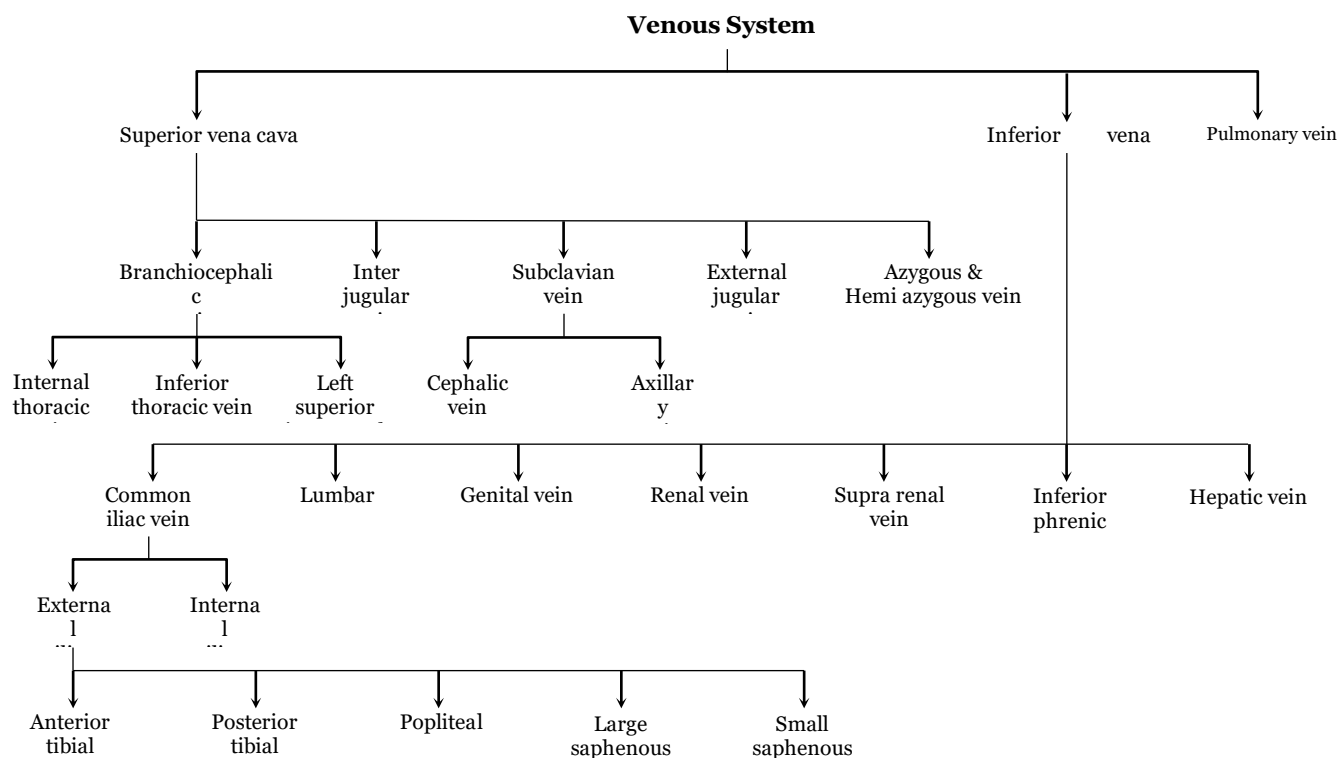 Venous System
Superior vena cava
Inferior vena
Pulmonary vein
Branchiocephali
c
Inter
jugular
Subclavian
vein
External
jugular
Azygous &
Hemi azygous vein
Internal
thoracic
Inferior
thoracic vein
Left
superior
Cephalic
vein
Axillar
y
Common
iliac vein
Lumbar
Genital vein
Renal vein
Supra renal
vein
Inferior
phrenic
Hepatic vein
Externa
l
Interna
l
Anterior
tibial
Posterior
tibial
Popliteal
Large
saphenous
Small
saphenous